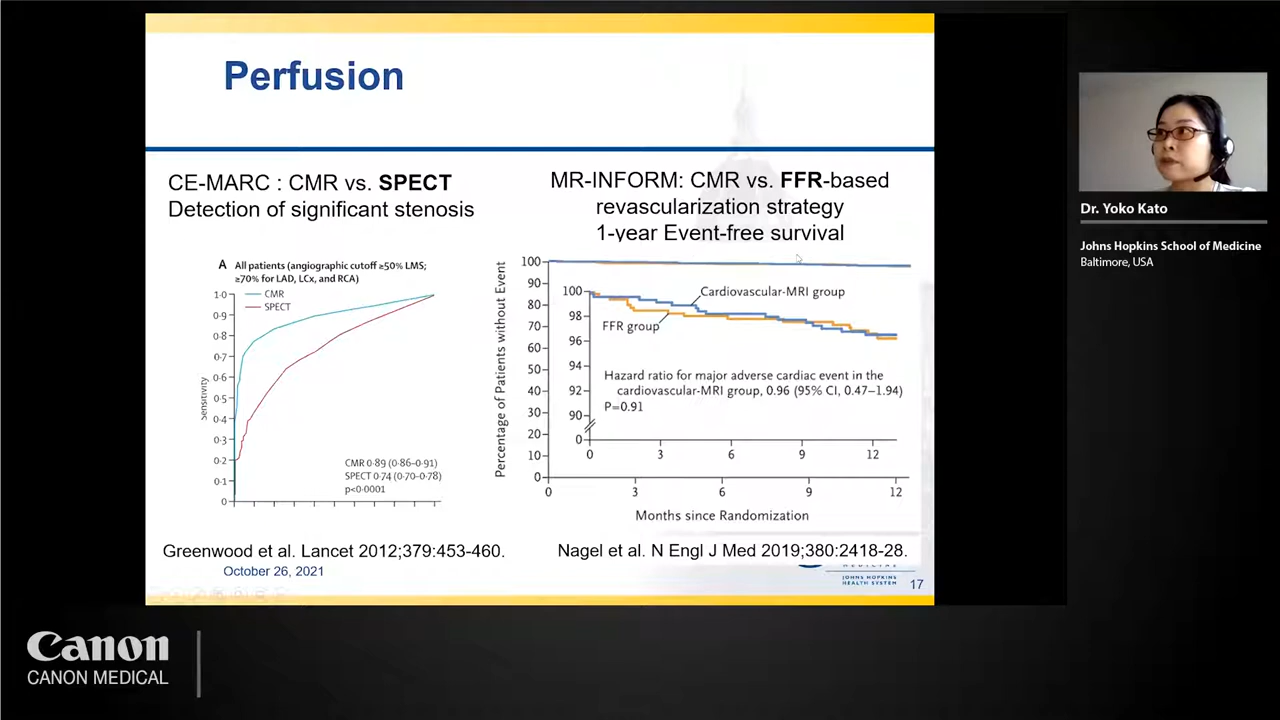 Perfusion
CE-MARC : CMR vs. SPECT
Detection of significant stenosis
A All patients (angiographic cutoff ≥50% LMS;
≥70% for LAD, LCx, and RCA)
CMR
SPECT
1·0
0·9
0·8
0·7
0·6
0·5
0·4
0·3
0·2
0·1
0
Sensitivity
CMR 0·89 (0·86–0·91)
SPECT 0·74 (0·70–0·78)
p<0·0001
Greenwood et al. Lancet 2012;379:453-460.
MR-INFORM: CMR vs. FFR-based
revascularization strategy
1-year Event-free survival
Percentage of Patients without Event
100
90
80
70
60
50
40
30
20
10
0
100
98
96
94
92
90
0
Cardiovascular-MRI group
FFR group
Hazard ratio for major adverse cardiac event in the
cardiovascular-MRI group, 0.96 (95% CI, 0.47–1.94)
P=0.91
0 3 6 9 12
0 3 6 9 12
Months since Randomization
Nagel et al. N Engl J Med 2019;380:2418-28.
October 26, 2021
MEDICINE
JOHNS HOPKINS
HEALTH SYSTEM
17
Dr. Yoko Kato
Johns Hopkins School of Medicine
Baltimore, USA
Canon
CANON MEDICAL